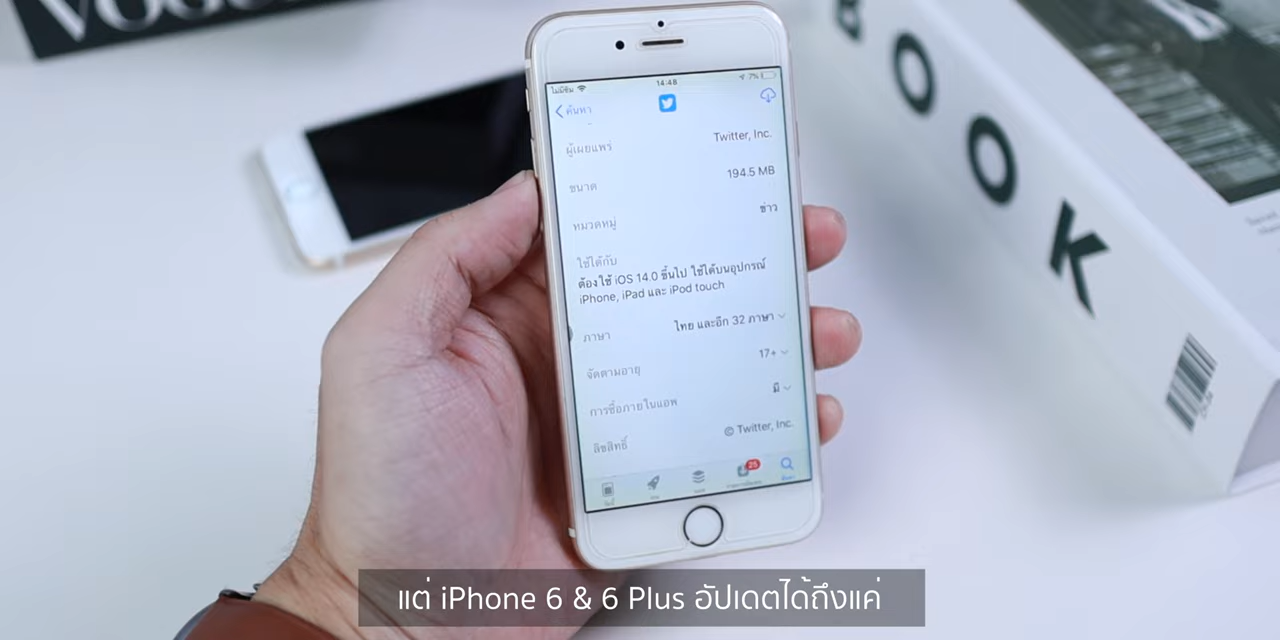 VOGUE
BOOK
ไม่มีซิม 14:48 7%
ค้นหา
ผู้เผยแพร่ Twitter, Inc.
ขนาด 194.5 MB
หมวดหมู่ ข่าว
ใช้ได้กับ
ต้องใช้ iOS 14.0 ขึ้นไป ใช้ได้บนอุปกรณ์
iPhone, iPad และ iPod touch
ภาษา ไทย และอีก 32 ภาษา
จัดตามอายุ 17+
การซื้อภายในแอพ มี
ลิขสิทธิ์ © Twitter, Inc.
25
แต่ iPhone 6 & 6 Plus อัปเดตได้ถึงแค่